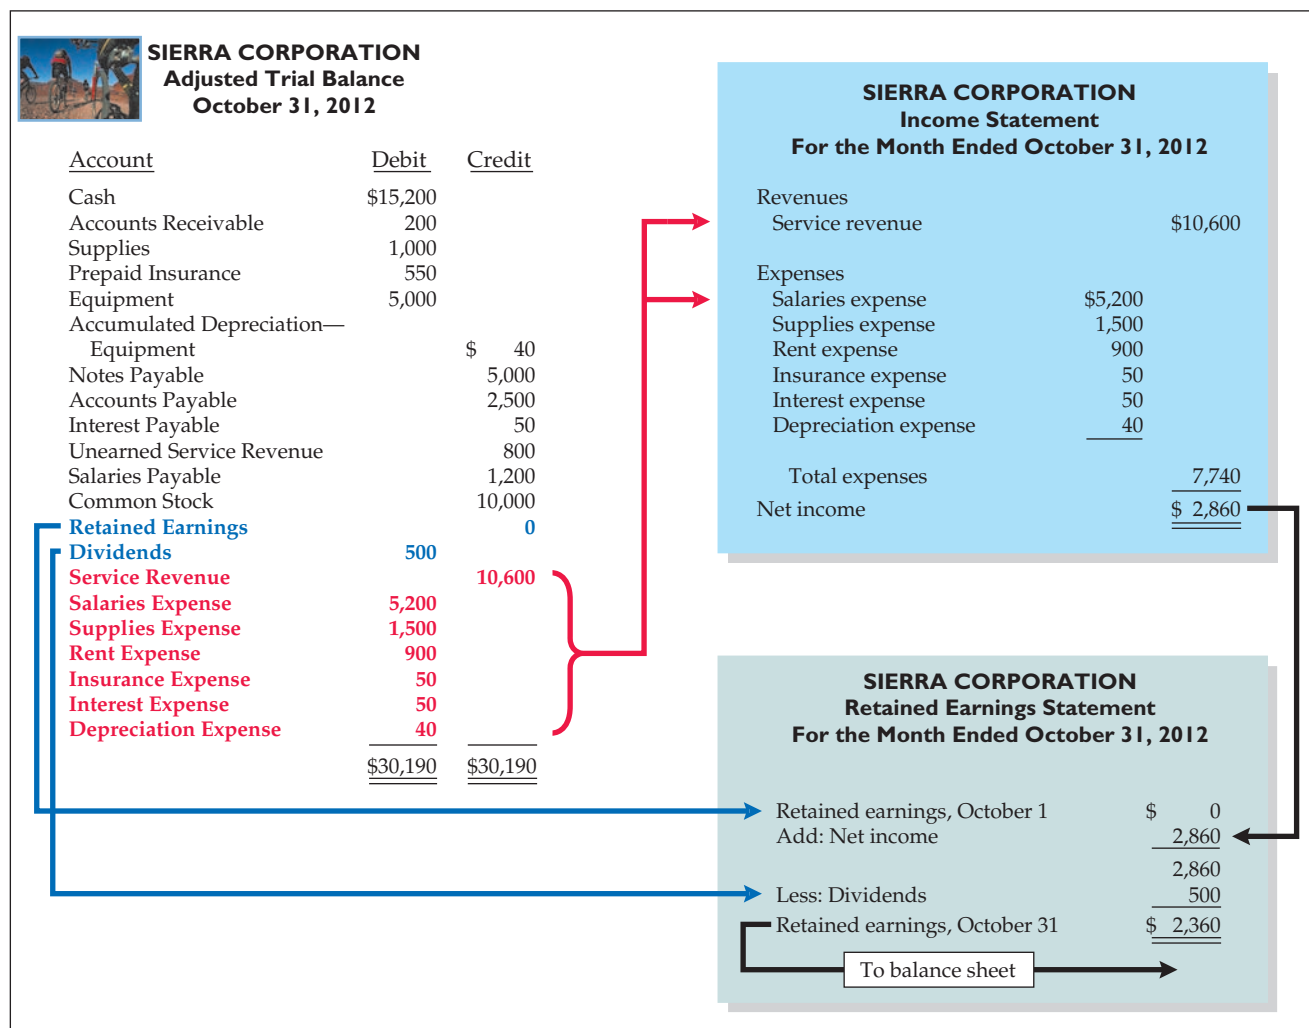 SIERRA CORPORATION
Adjusted Trial Balance
October 31, 2012
Account Debit Credit
Cash $15,200
Accounts Receivable 200
Supplies 1,000
Prepaid Insurance 550
Equipment 5,000
Accumulated Depreciation—
Equipment $ 40
Notes Payable 5,000
Accounts Payable 2,500
Interest Payable 50
Unearned Service Revenue 800
Salaries Payable 1,200
Common Stock 10,000
Retained Earnings 0
Dividends 500
Service Revenue 10,600
Salaries Expense 5,200
Supplies Expense 1,500
Rent Expense 900
Insurance Expense 50
Interest Expense 50
Depreciation Expense 40
$30,190 $30,190
SIERRA CORPORATION
Income Statement
For the Month Ended October 31, 2012
Revenues
Service revenue $10,600
Expenses
Salaries expense $5,200
Supplies expense 1,500
Rent expense 900
Insurance expense 50
Interest expense 50
Depreciation expense 40
Total expenses 7,740
Net income $ 2,860
SIERRA CORPORATION
Retained Earnings Statement
For the Month Ended October 31, 2012
Retained earnings, October 1 $ 0
Add: Net income 2,860
2,860
Less: Dividends 500
Retained earnings, October 31 $ 2,360
To balance sheet